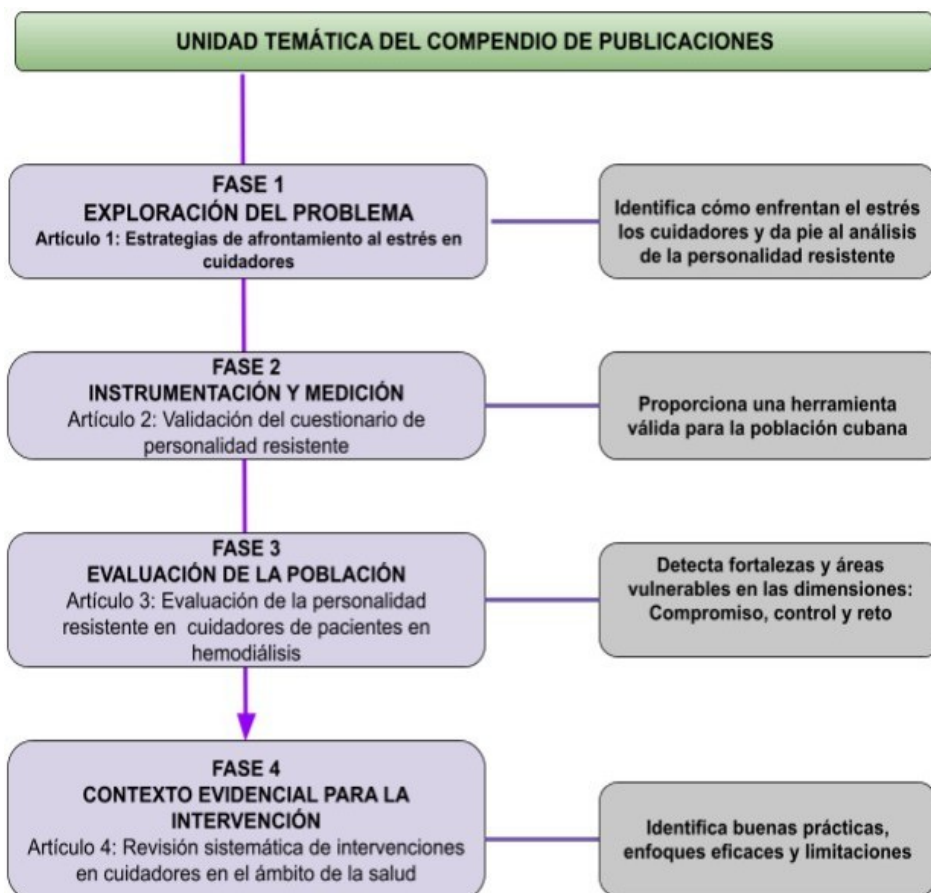 UNIDAD TEMÁTICA DEL COMPENDIO DE PUBLICACIONES
FASE 1
EXPLORACIÓN DEL PROBLEMA
Artículo 1: Estrategias de afrontamiento al estrés en
cuidadores
Identifica cómo enfrentan el estrés
los cuidadores y da pie al análisis
de la personalidad resistente
FASE 2
INSTRUMENTACIÓN Y MEDICIÓN
Artículo 2: Validación del cuestionario de
personalidad resistente
Proporciona una herramienta
válida para la población cubana
FASE 3
EVALUACIÓN DE LA POBLACIÓN
Artículo 3: Evaluación de la personalidad
resistente en cuidadores de pacientes en
hemodiálisis
Detecta fortalezas y áreas
vulnerables en las dimensiones:
Compromiso, control y reto
FASE 4
CONTEXTO EVIDENCIAL PARA LA
INTERVENCIÓN
Artículo 4: Revisión sistemática de intervenciones
en cuidadores en el ámbito de la salud
Identifica buenas prácticas,
enfoques eficaces y limitaciones